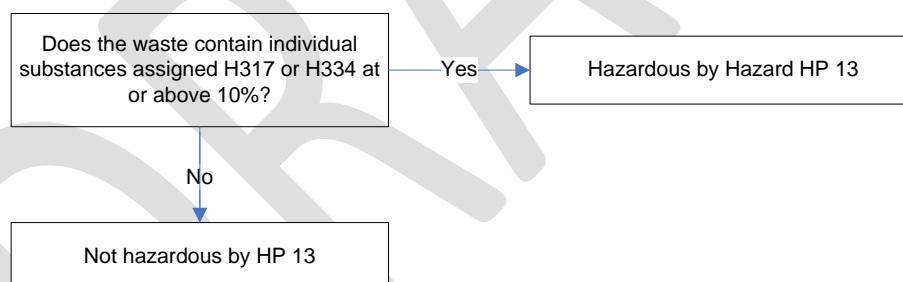 Does the waste contain individual
substances assigned H317 or H334 at
or above 10%?
Yes
Hazardous by Hazard HP 13
No
Not hazardous by HP 13